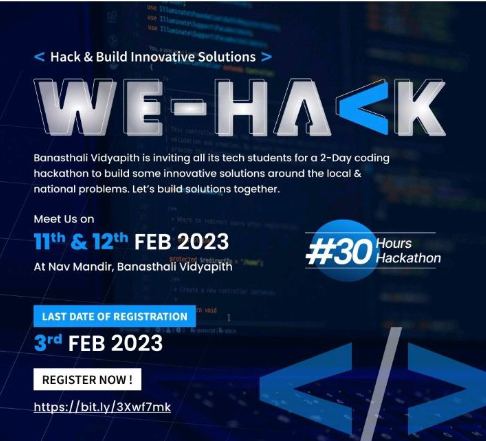 < Hack & Build Innovative Solutions >
WE-HACK
Banasthali Vidyapith is inviting all its tech students for a 2-Day coding
hackathon to build some innovative solutions around the local &
national problems. Let's build solutions together.
Meet Us on
11th & 12th FEB 2023
At Nav Mandir, Banasthali Vidyapith
#30 Hours
Hackathon
LAST DATE OF REGISTRATION
3rd FEB 2023
REGISTER NOW !
https://bit.ly/3Xwf7mk